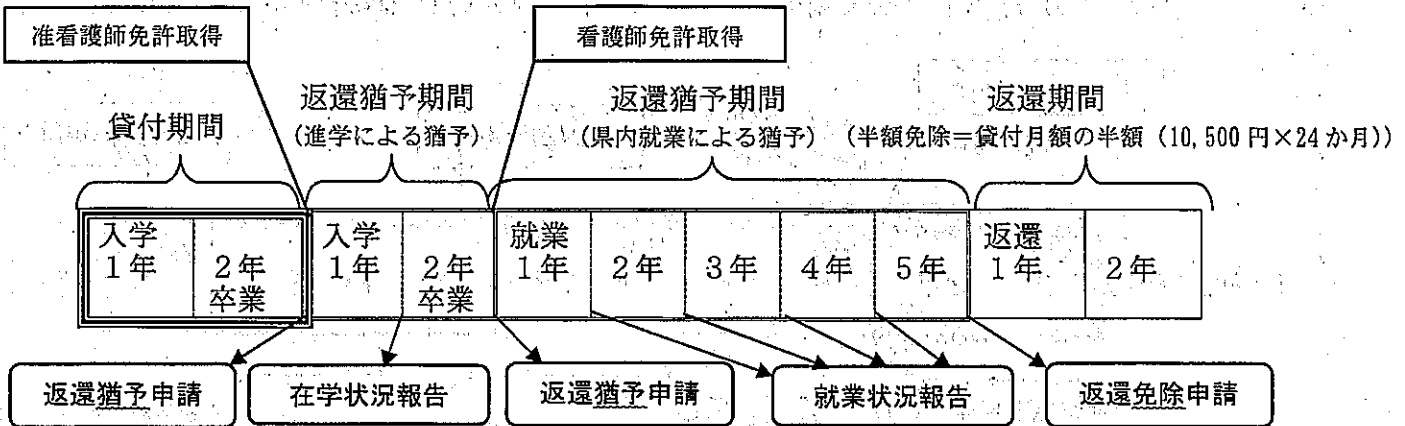 准看護師免許取得
看護師免許取得
貸付期間
返還猶予期間
(進学による猶予)
返還猶予期間
(県内就業による猶予)
返還期間
(半額免除=貸付月額の半額(10,500円×24か月))
入学
1年
2年
卒業
入学
1年
2年
卒業
就業
1年
2年
3年
4年
5年
返還
1年
2年
返還猶予申請
在学状況報告
返還猶予申請
就業状況報告
返還免除申請